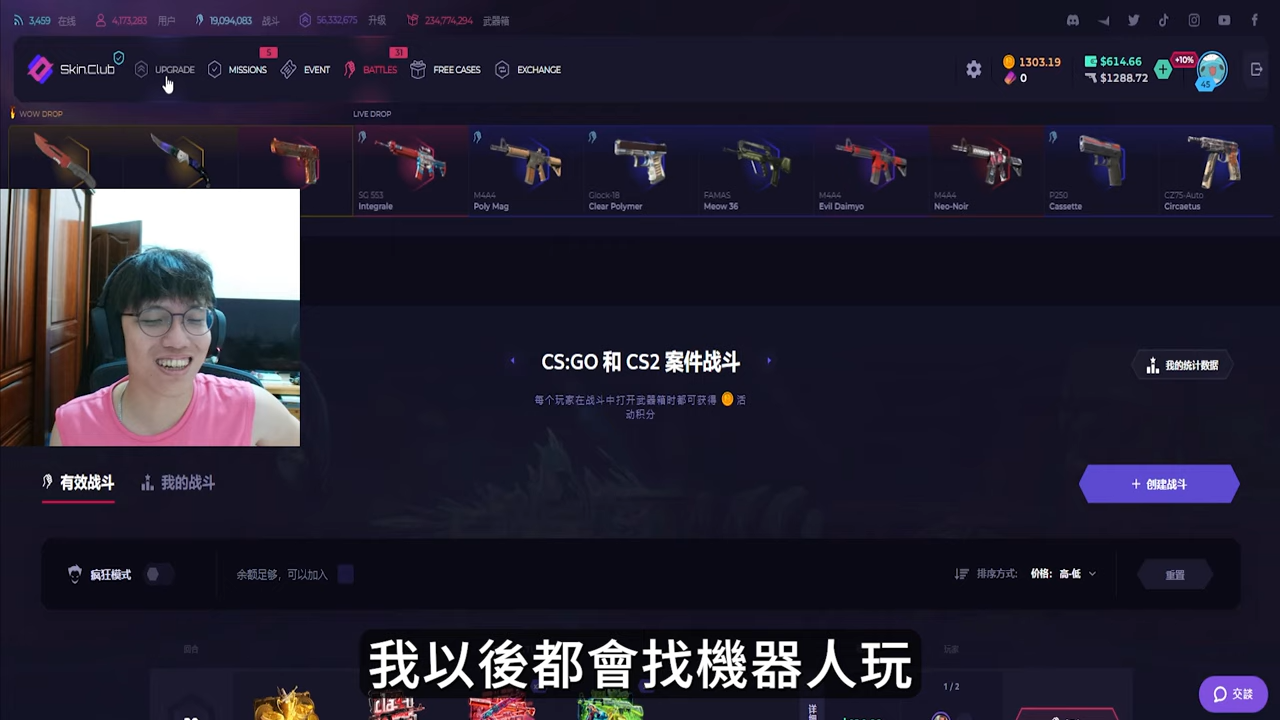 3,459 在线 4,173,283 用户 19,094,083 战斗 56,332,675 升级 234,774,294 武器箱
Skin.Club UPGRADE MISSIONS 5 EVENT BATTLES 31 FREE CASES EXCHANGE
1303.19
0
$614.66
$1288.72
+10%
45
WOW DROP LIVE DROP
SG 553
Integrale
M4A4
Poly Mag
Glock-18
Clear Polymer
FAMAS
Meow 36
M4A4
Evil Daimyo
M4A4
Neo-Noir
P250
Cassette
CZ75-Auto
Circaetus
CS:GO 和 CS2 案件战斗
我的统计数据
每个玩家在战斗中打开武器箱时都可获得 活
动积分
有效战斗 我的战斗
+ 创建战斗
疯狂模式 余额足够，可以加入 排序方式: 价格: 高-低 重置
玩家
1 / 2
我以後都會找機器人玩
交談